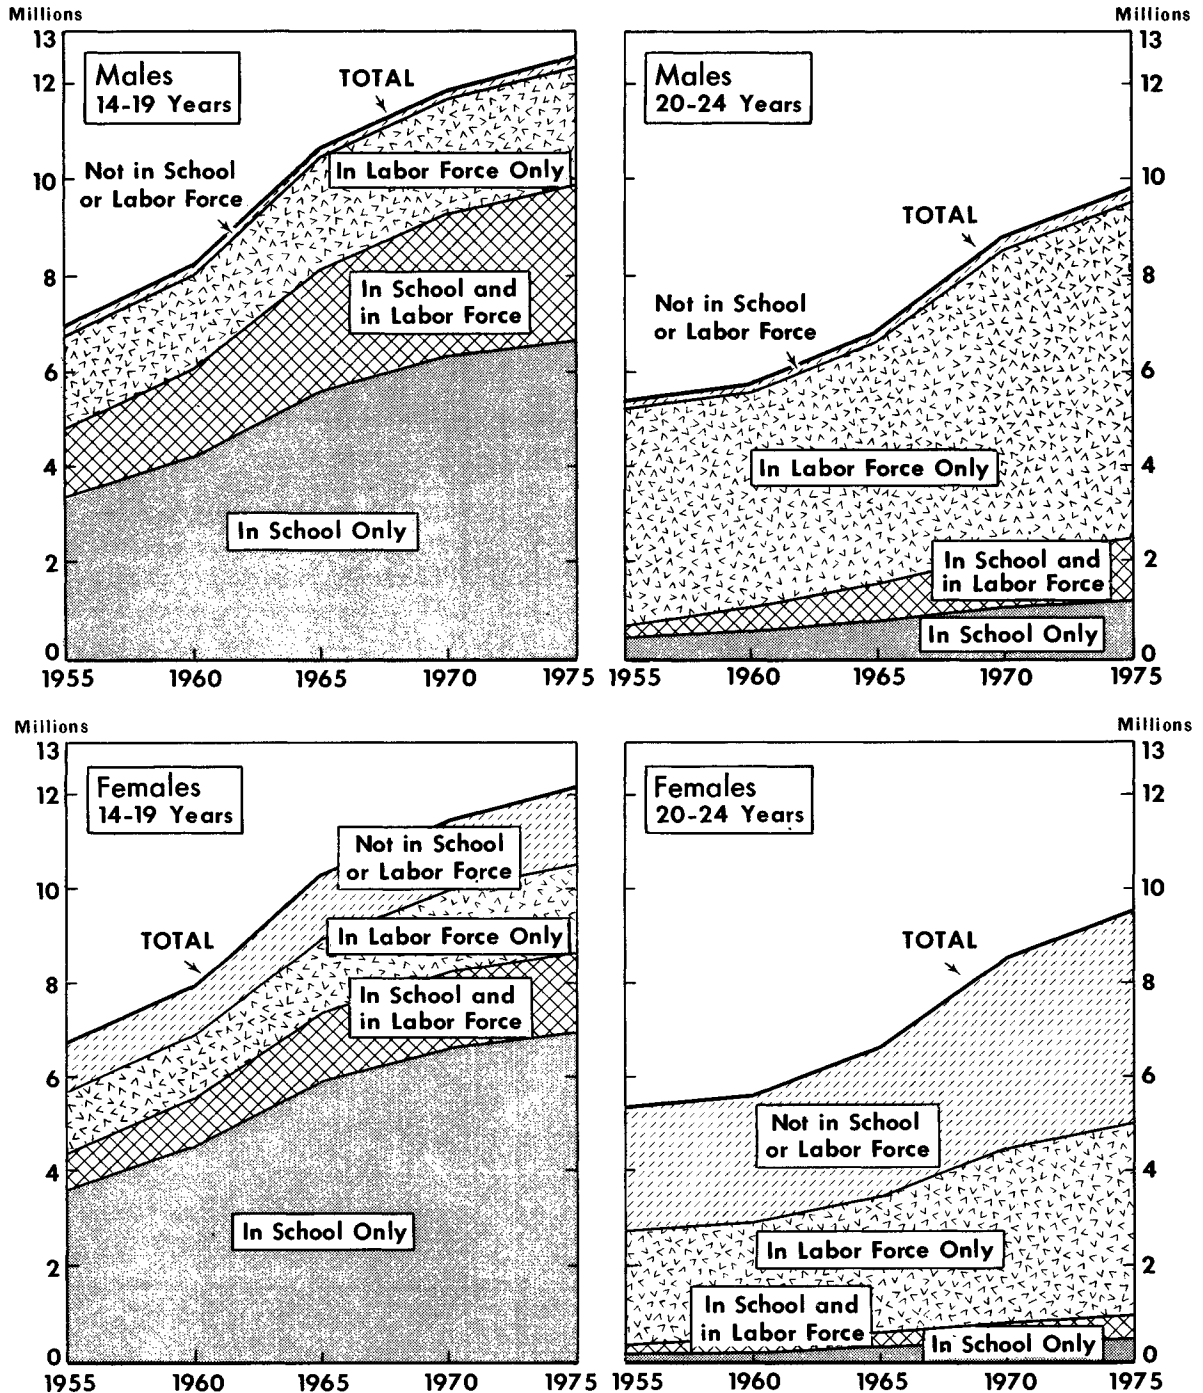 Millions
Millions
13
12
10
8
6
4
2
0
Males
14-19 Years
TOTAL
Not in School
or Labor Force
In Labor Force Only
In School and
in Labor Force
In School Only
1955 1960 1965 1970 1975
Males
20-24 Years
TOTAL
Not in School
or Labor Force
In Labor Force Only
In School and
in Labor Force
In School Only
13
12
10
8
6
4
2
0
1955 1960 1965 1970 1975
Millions
Millions
13
12
10
8
6
4
2
0
Females
14-19 Years
Not in School
or Labor Force
TOTAL
In Labor Force Only
In School and
in Labor Force
In School Only
1955 1960 1965 1970 1975
Females
20-24 Years
TOTAL
Not in School
or Labor Force
In Labor Force Only
In School and
in Labor Force
In School Only
13
12
10
8
6
4
2
0
1955 1960 1965 1970 1975